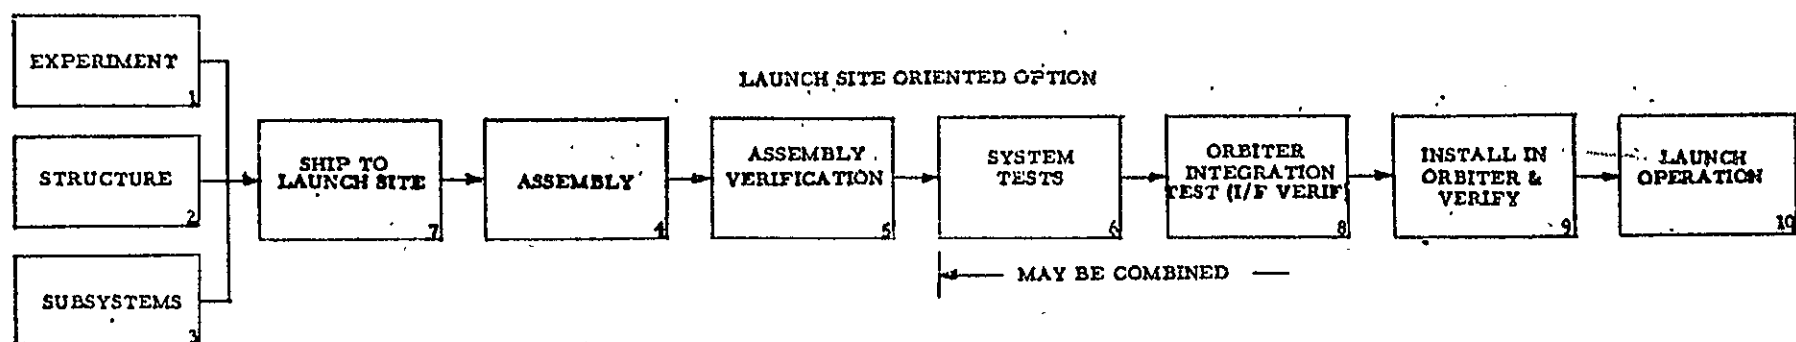 LAUNCH SITE ORIENTED OPTION
EXPERIMENT
1
STRUCTURE
2
SUBSYSTEMS
3
SHIP TO
LAUNCH SITE
7
ASSEMBLY
4
ASSEMBLY
VERIFICATION
5
SYSTEM
TESTS
6
ORBITER
INTEGRATION
TEST (I/F VERIF)
8
INSTALL IN
ORBITER &
VERIFY
9
LAUNCH
OPERATION
10
MAY BE COMBINED